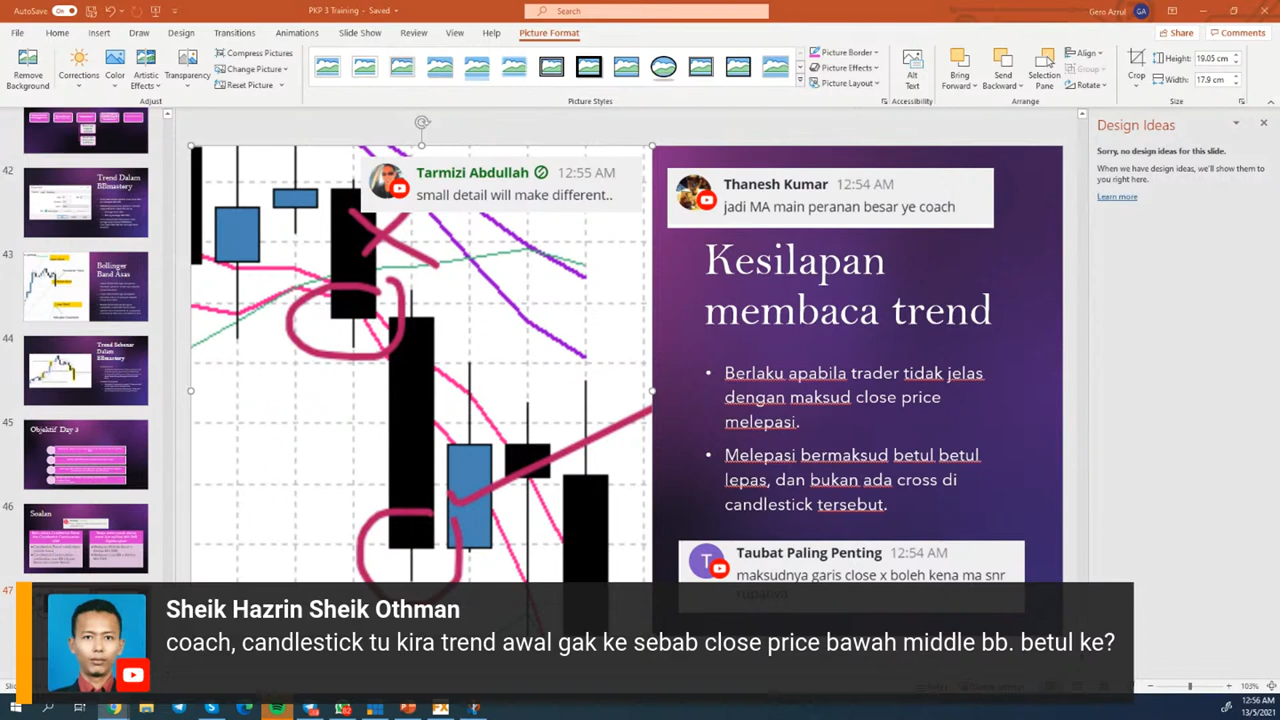 AutoSave
On
PKP 3 Training - Saved
Search
Gero Azrul
GA
File
Home
Insert
Draw
Design
Transitions
Animations
Slide Show
Review
View
Help
Picture Format
Share
Comments
Remove
Background
Corrections
Color
Artistic
Effects
Transparency
Compress Pictures
Change Picture
Reset Picture
Adjust
Picture Styles
Picture Border
Picture Effects
Picture Layout
Alt
Text
Accessibility
Bring
Forward
Send
Backward
Selection
Pane
Align
Group
Rotate
Arrange
Crop
Height: 19.05 cm
Width: 17.9 cm
Size
42
Trend Dalam
BBmastery
43
Bollinger
Band Asas
44
Trend Sebenar
Dalam
BBmastery
45
Objektif Day 3
46
Soalan
47
Tarmizi Abdullah 12:55 AM
small detail will make different..
Thanesh Kumar 12:54 AM
jadi MA main peranan besar ye coach
Kesilapan
membaca trend
• Berlaku apabila trader tidak jelas
dengan maksud close price
melepasi.
• Melepasi bermaksud betul betul
lepas, dan bukan ada cross di
candlestick tersebut.
T
Taubat Paling Penting 12:54 AM
maksudnya garis close x boleh kena ma snr
rupanya
Design Ideas
Sorry, no design ideas for this slide.
When we have design ideas, we'll show them to
you right here.
Learn more
Sheik Hazrin Sheik Othman
coach, candlestick tu kira trend awal gak ke sebab close price bawah middle bb. betul ke?
103%
12:56 AM
13/5/2021